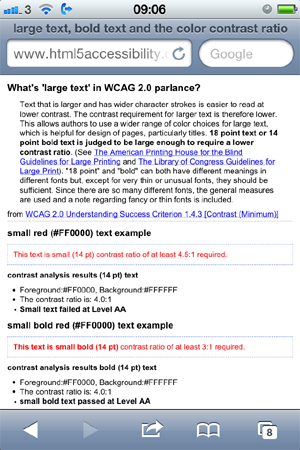 3 09:06
large text, bold text and the color contrast ratio
www.html5accessibility.c Google
What's 'large text' in WCAG 2.0 parlance?
Text that is larger and has wider character strokes is easier to read at
lower contrast. The contrast requirement for larger text is therefore lower.
This allows authors to use a wider range of color choices for large text,
which is helpful for design of pages, particularly titles. 18 point text or 14
point bold text is judged to be large enough to require a lower
contrast ratio. (See The American Printing House for the Blind
Guidelines for Large Printing and The Library of Congress Guidelines for
Large Print). "18 point" and "bold" can both have different meanings in
different fonts but, except for very thin or unusual fonts, they should be
sufficient. Since there are so many different fonts, the general measures
are used and a note regarding fancy or thin fonts is included.
from WCAG 2.0 Understanding Success Criterion 1.4.3 [Contrast (Minimum)]
small red (#FF0000) text example
This text is small (14 pt) contrast ratio of at least 4.5:1 required.
contrast analysis results (14 pt) text
• Foreground:#FF0000, Background:#FFFFFF
• The contrast ratio is: 4.0:1
• Small text failed at Level AA
small bold red (#FF0000) text example
This text is small bold (14 pt) contrast ratio of at least 3:1 required.
contrast analysis results bold (14 pt) text
• Foreground:#FF0000, Background:#FFFFFF
• The contrast ratio is: 4.0:1
• small bold text passed at Level AA
8